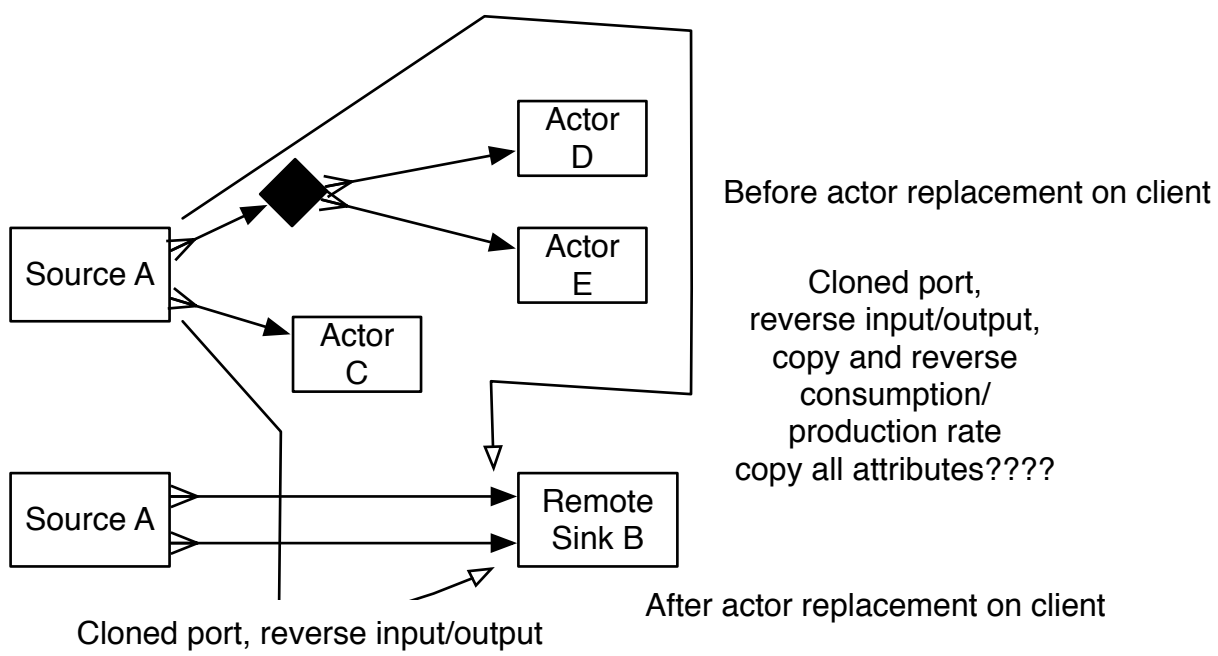 Actor
D
Before actor replacement on client
Source A
Actor
E
Cloned port,
reverse input/output,
copy and reverse
consumption/
production rate
copy all attributes????
Actor
C
Source A
Remote
Sink B
After actor replacement on client
Cloned port, reverse input/output